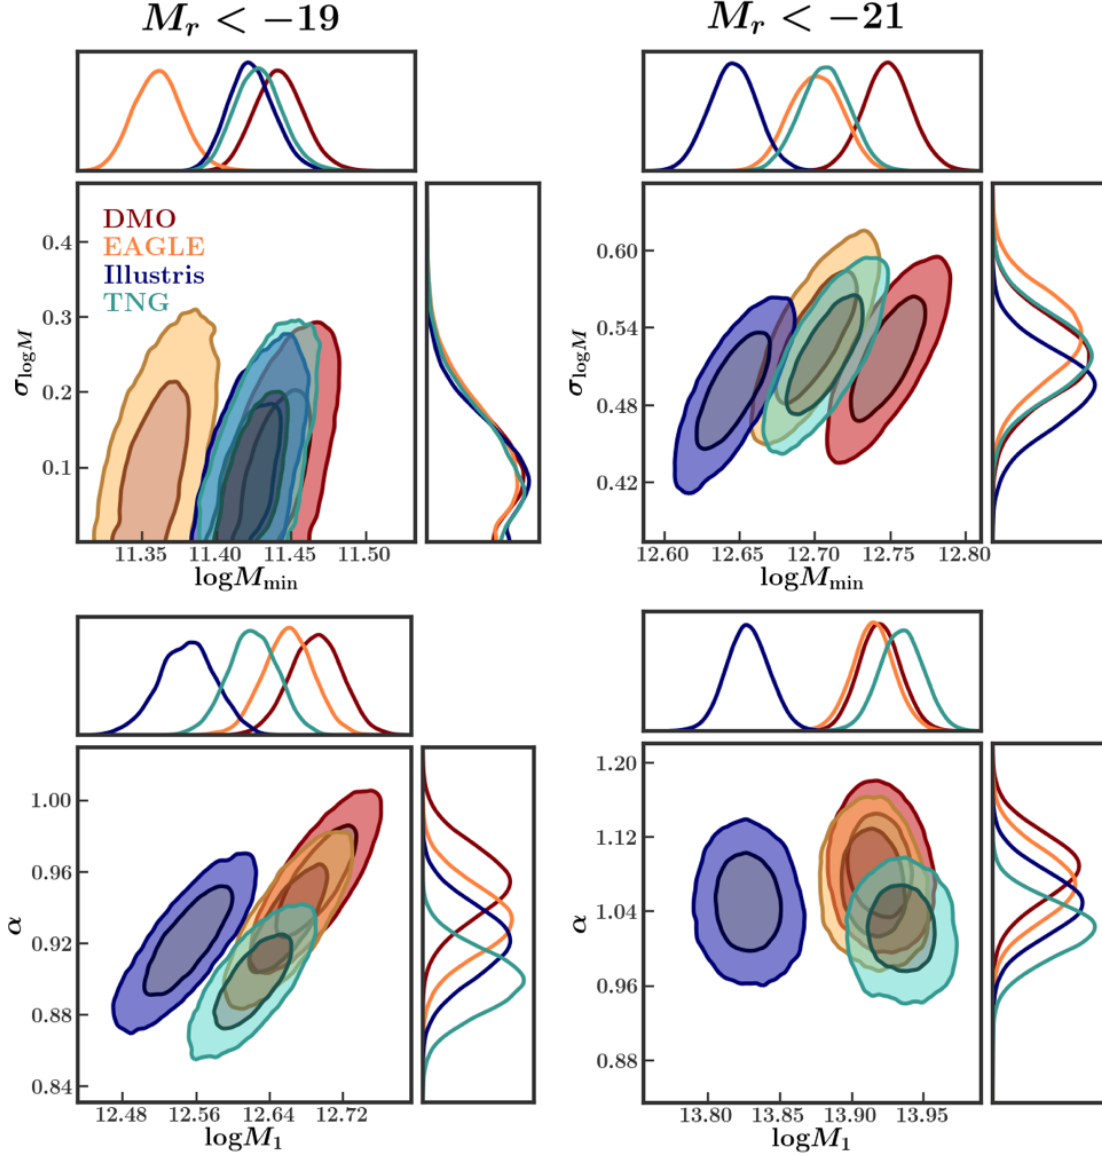 M_r < −19
M_r < −21
DMO
EAGLE
Illustris
TNG
0.4
0.3
0.2
0.1
σ_logM
11.35 11.40 11.45 11.50
logM_min
0.60
0.54
0.48
0.42
σ_logM
12.60 12.65 12.70 12.75 12.80
logM_min
1.00
0.96
0.92
0.88
0.84
α
12.48 12.56 12.64 12.72
logM_1
1.20
1.12
1.04
0.96
0.88
α
13.80 13.85 13.90 13.95
logM_1